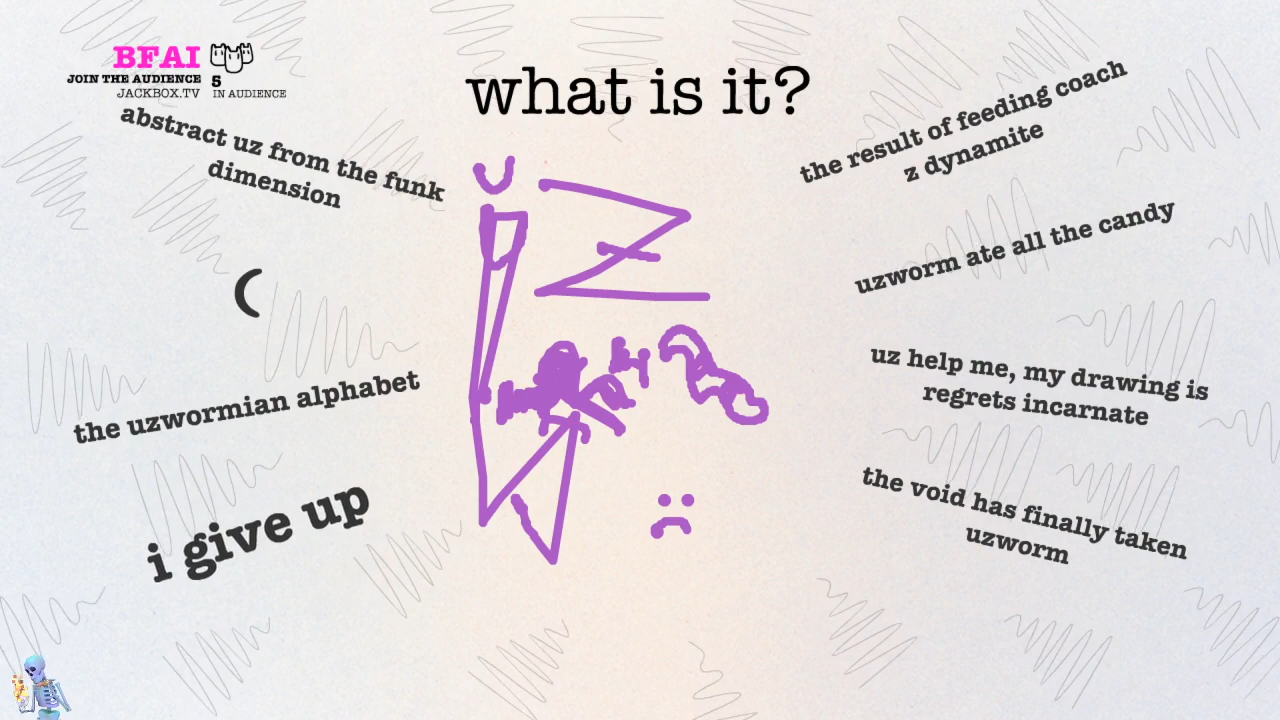 BFAI
JOIN THE AUDIENCE
JACKBOX.TV
5
IN AUDIENCE
what is it?
abstract uz from the funk
dimension
(
the uzwormian alphabet
i give up
U Z
the result of feeding coach
z dynamite
uzworm ate all the candy
uz help me, my drawing is
regrets incarnate
the void has finally taken
uzworm